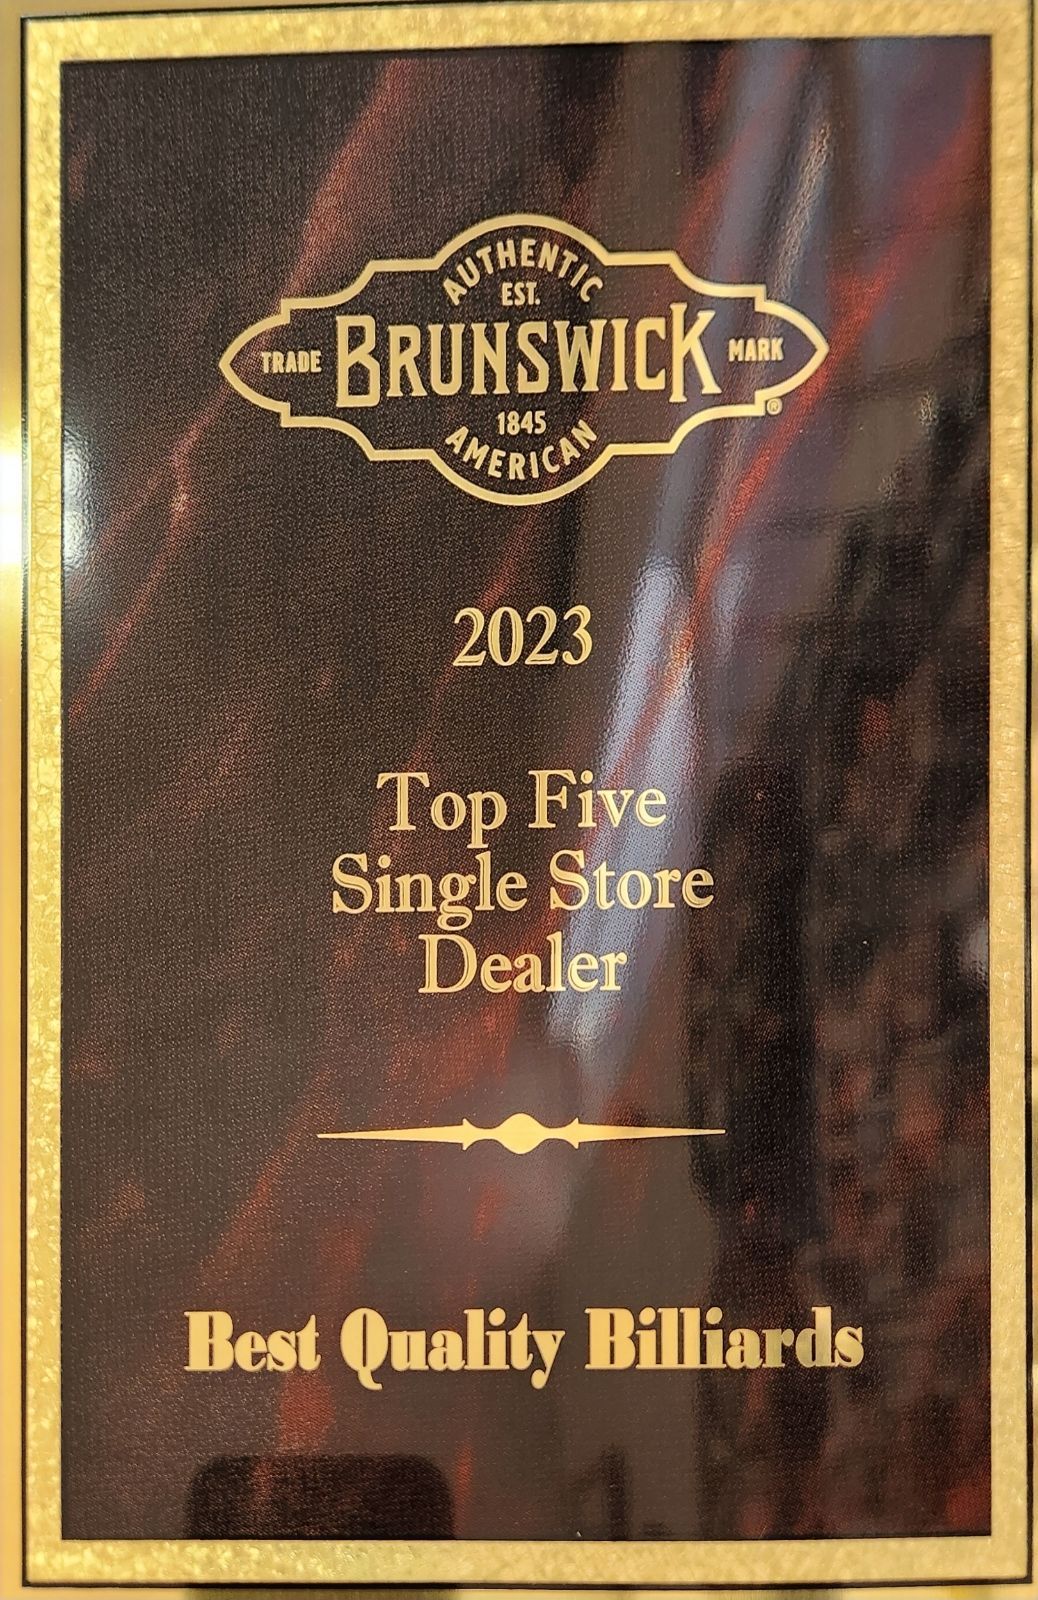 AUTHENTIC
EST.
TRADE BRUNSWICK MARK
®
1845
AMERICAN
2023
Top Five
Single Store
Dealer
Best Quality Billiards